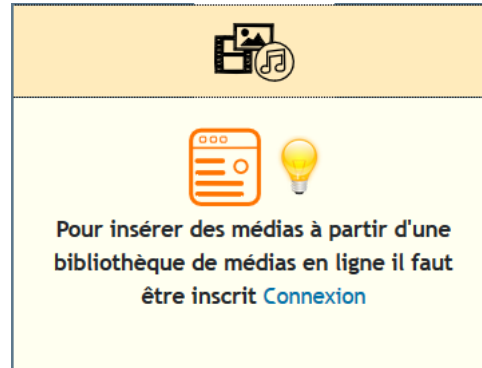 Pour insérer des médias à partir d'une
bibliothèque de médias en ligne il faut
être inscrit Connexion